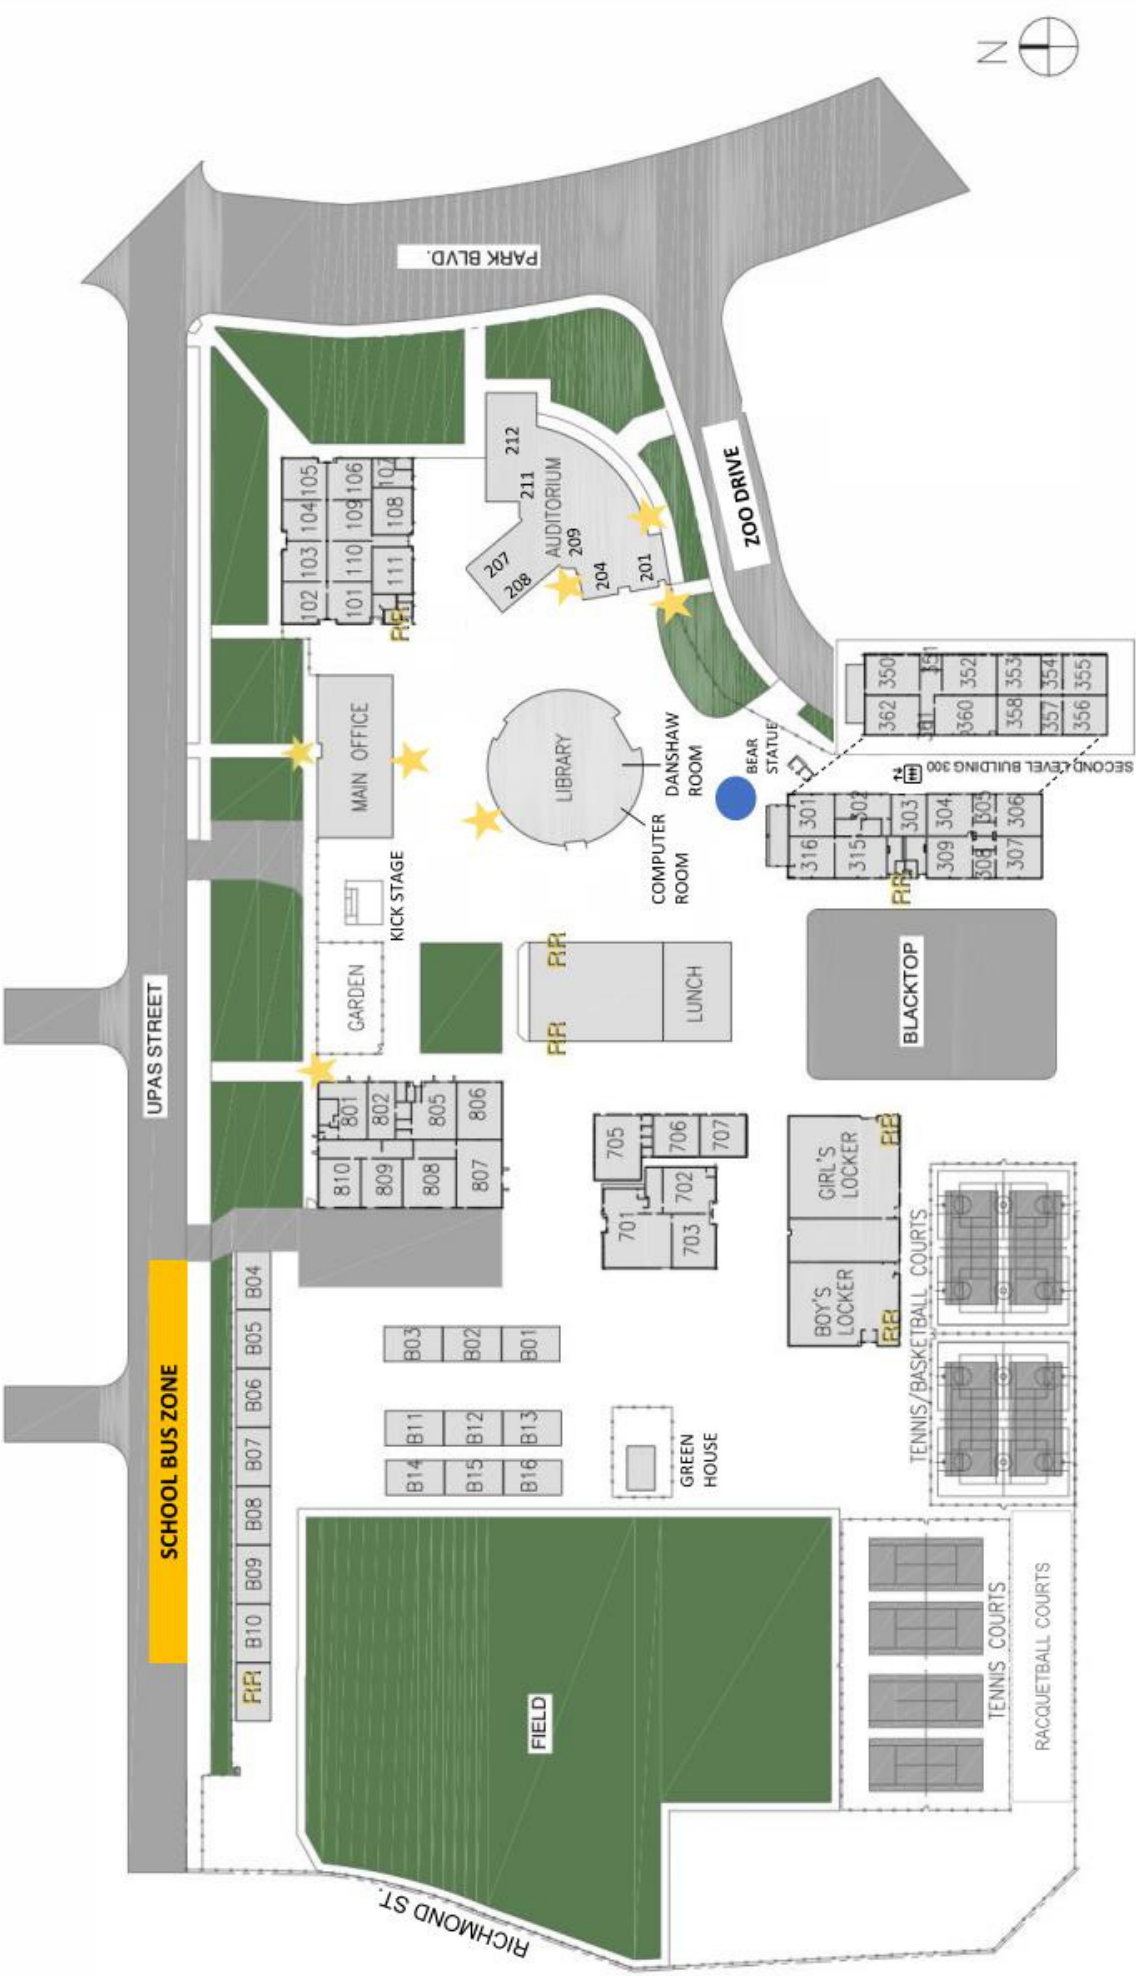 N
PARK BLVD.
UPAS STREET
SCHOOL BUS ZONE
ZOO DRIVE
RICHMOND ST.
105
106
107
104
109
108
103
110
111
102
101
RR
212
211
AUDITORIUM
209
207
208
204
201
MAIN OFFICE
LIBRARY
DANSHAW
ROOM
COMPUTER
ROOM
BEAR
STATUE
KICK STAGE
GARDEN
RR
RR
LUNCH
350
351
352
353
354
355
362
361
360
358
357
356
SECOND LEVEL BUILDING 300
301
302
303
304
305
306
316
315
309
308
307
RR
BLACKTOP
801
802
805
806
810
809
808
807
705
706
707
701
702
703
GIRL'S
LOCKER
RR
BOY'S
LOCKER
RR
TENNIS/BASKETBALL COURTS
B04
B05
B06
B07
B08
B09
B10
RR
B03
B02
B01
B11
B12
B13
B14
B15
B16
GREEN
HOUSE
FIELD
TENNIS COURTS
RACQUETBALL COURTS